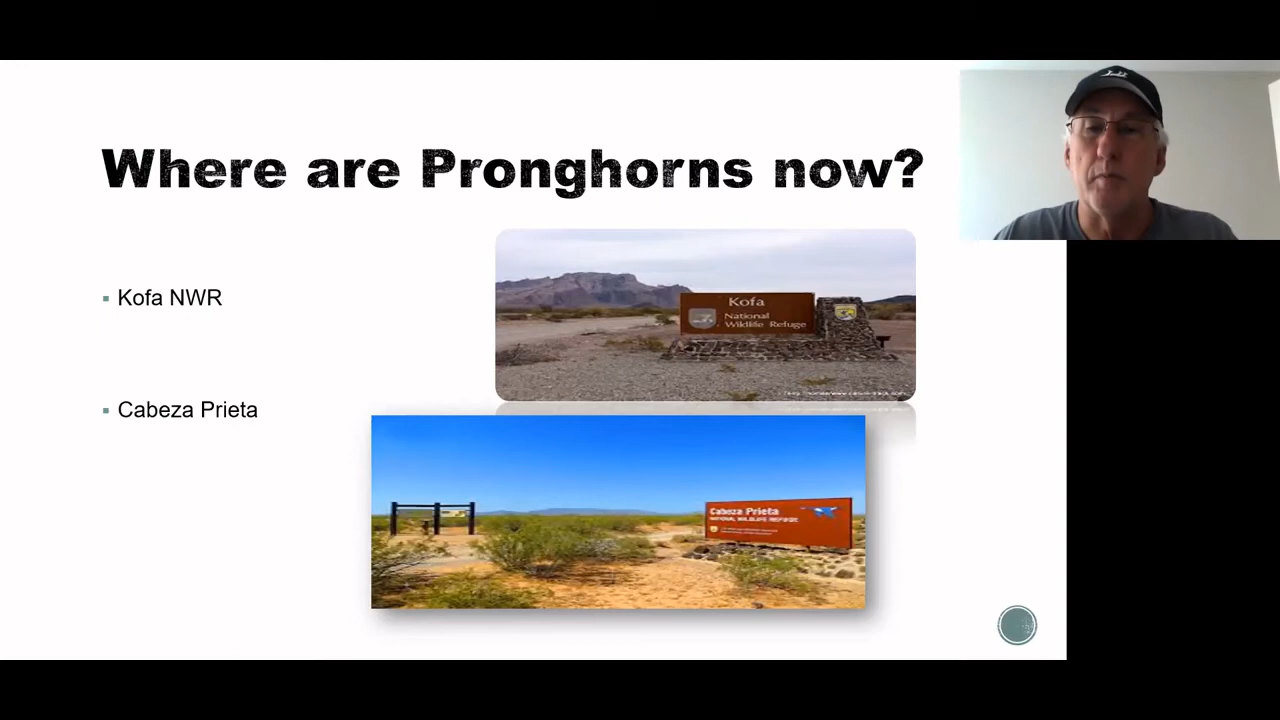 Where are Pronghorns now?
Kofa NWR
Kofa
National
Wildlife Refuge
Cabeza Prieta
Cabeza Prieta
NATIONAL WILDLIFE REFUGE